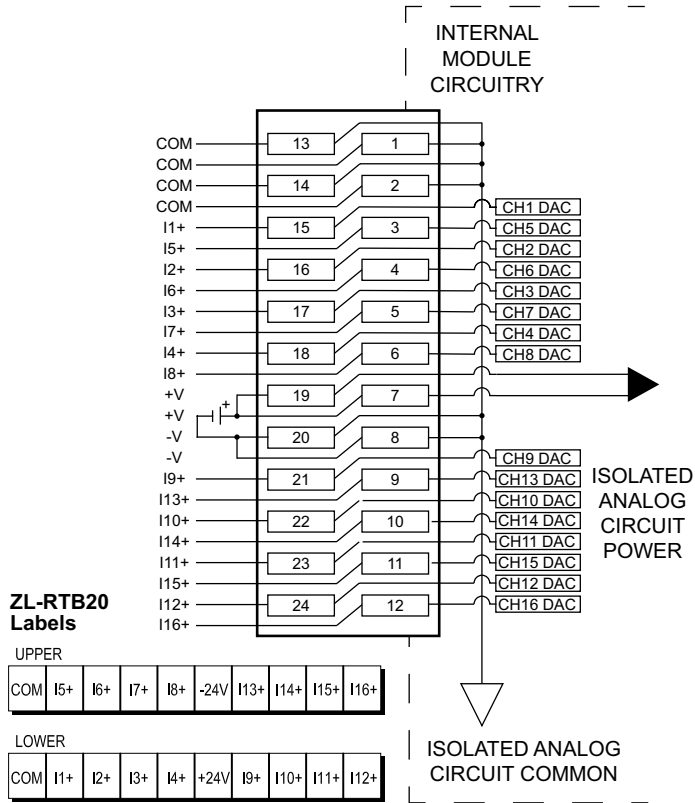 INTERNAL
MODULE
CIRCUITRY
COM 13 1
COM
COM 14 2
COM CH1 DAC
I1+ 15 3 CH5 DAC
I5+ CH2 DAC
I2+ 16 4 CH6 DAC
I6+ CH3 DAC
I3+ 17 5 CH7 DAC
I7+ CH4 DAC
I4+ 18 6 CH8 DAC
I8+
+V 19 7
+V +
-V 20 8
-V CH9 DAC
I9+ 21 9 CH13 DAC
I13+ CH10 DAC
I10+ 22 10 CH14 DAC
I14+ CH11 DAC
I11+ 23 11 CH15 DAC
I15+ CH12 DAC
I12+ 24 12 CH16 DAC
I16+
ISOLATED
ANALOG
CIRCUIT
POWER
ZL-RTB20
Labels
UPPER
COM I5+ I6+ I7+ I8+ -24V I13+ I14+ I15+ I16+
LOWER
COM I1+ I2+ I3+ I4+ +24V I9+ I10+ I11+ I12+
ISOLATED ANALOG
CIRCUIT COMMON